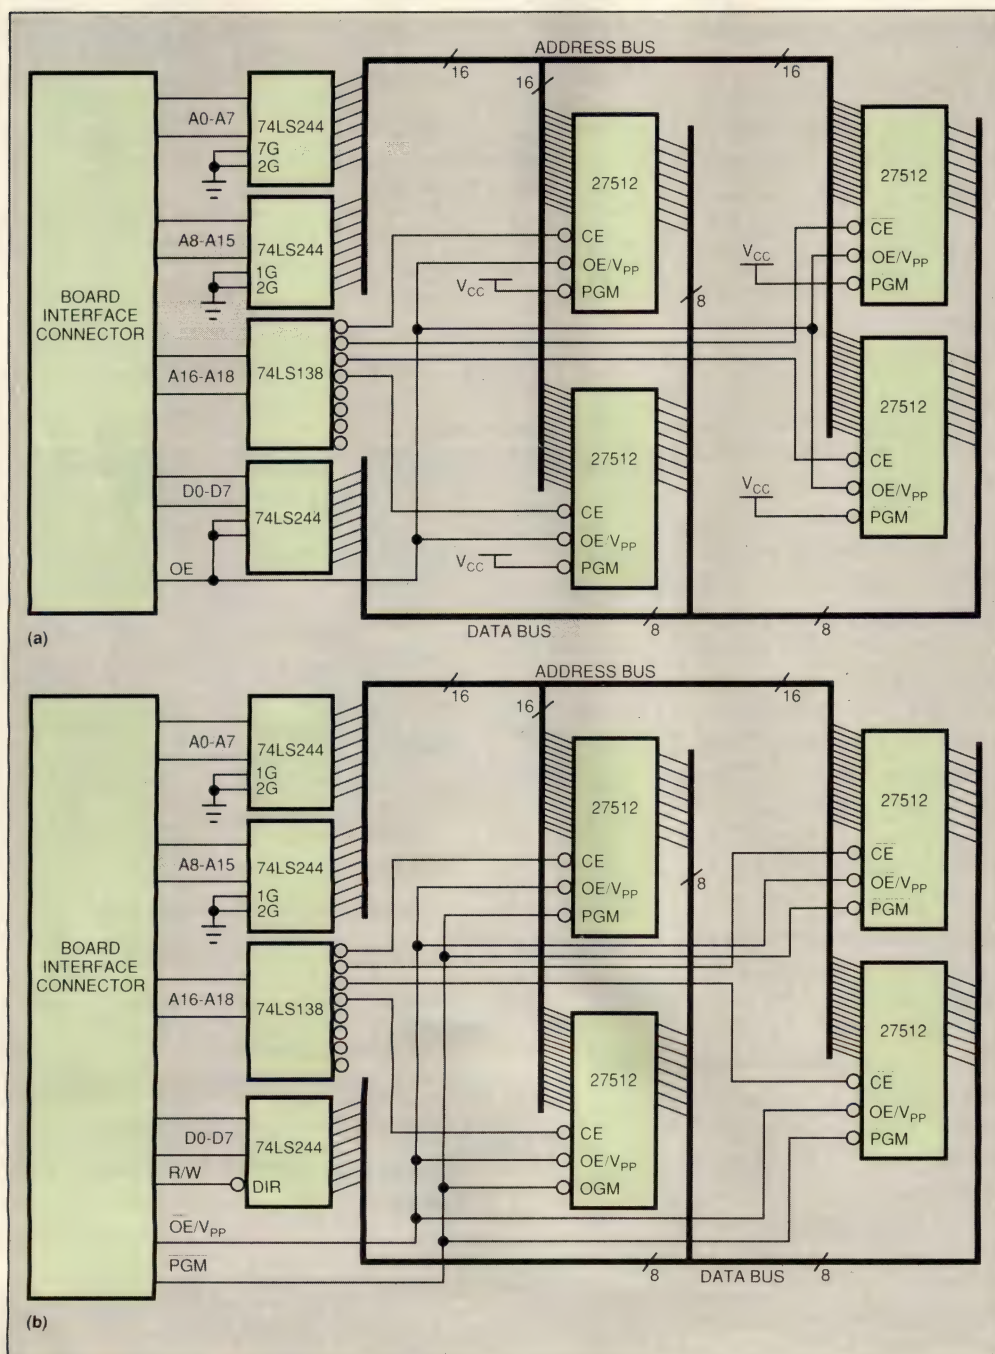 ADDRESS BUS
16
16
16
BOARD
INTERFACE
CONNECTOR
A0-A7
74LS244
7G
2G
A8-A15
74LS244
1G
2G
A16-A18
74LS138
D0-D7
74LS244
OE
27512
CE
OE/VPP
VCC
PGM
8
27512
CE
OE/VPP
VCC
PGM
27512
CE
OE/VPP
VCC
PGM
27512
CE
OE/VPP
VCC
PGM
8
8
DATA BUS
(a)
ADDRESS BUS
16
16
16
BOARD
INTERFACE
CONNECTOR
A0-A7
74LS244
1G
2G
A8-A15
74LS244
1G
2G
A16-A18
74LS138
D0-D7
74LS244
R/W
DIR
OE/VPP
PGM
27512
CE
OE/VPP
PGM
8
27512
CE
OE/VPP
OGM
27512
CE
OE/VPP
PGM
27512
CE
OE/VPP
PGM
8
DATA BUS
8
(b)